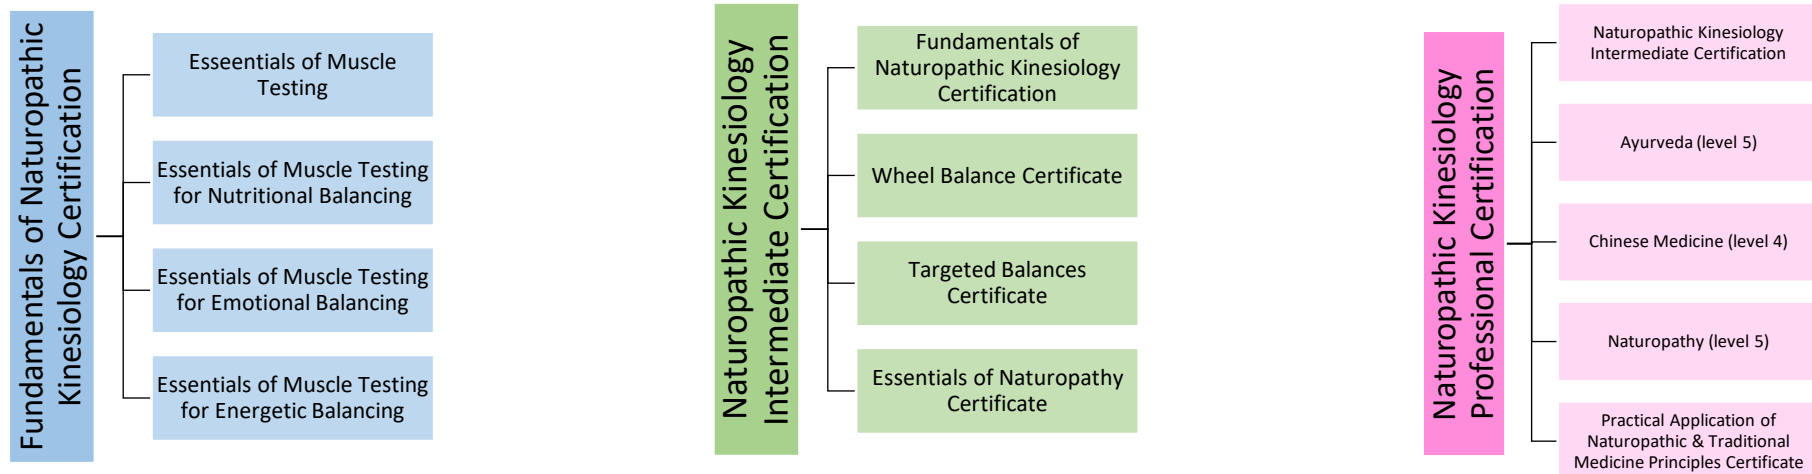 Fundamentals of Naturopathic
Kinesiology Certification
Esseentials of Muscle
Testing
Essentials of Muscle Testing
for Nutritional Balancing
Essentials of Muscle Testing
for Emotional Balancing
Essentials of Muscle Testing
for Energetic Balancing
Naturopathic Kinesiology
Intermediate Certification
Fundamentals of
Naturopathic Kinesiology
Certification
Wheel Balance Certificate
Targeted Balances
Certificate
Essentials of Naturopathy
Certificate
Naturopathic Kinesiology
Professional Certification
Naturopathic Kinesiology
Intermediate Certification
Ayurveda (level 5)
Chinese Medicine (level 4)
Naturopathy (level 5)
Practical Application of
Naturopathic & Traditional
Medicine Principles Certificate